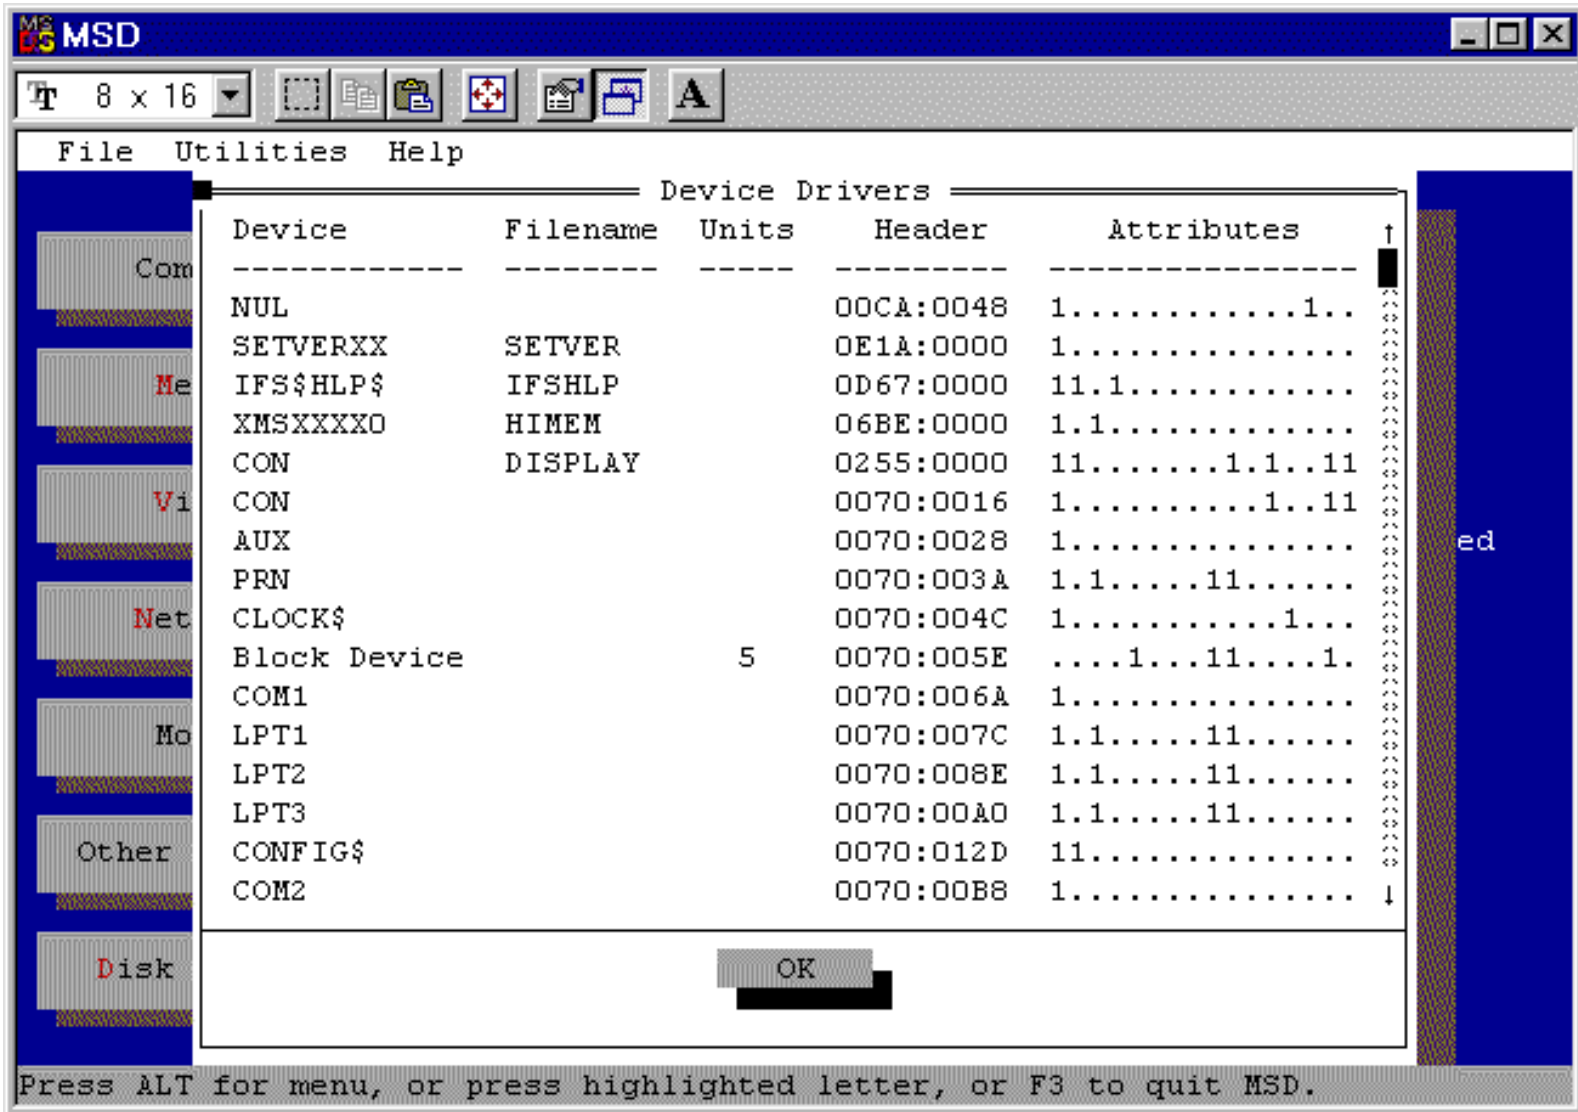 MSD
8 x 16
File Utilities Help
Device Drivers
Device Filename Units Header Attributes
------------ -------- ----- --------- ----------------
NUL 00CA:0048 1............1..
SETVERXX SETVER 0E1A:0000 1...............
IFS$HLP$ IFSHLP 0D67:0000 11.1............
XMSXXXX0 HIMEM 06BE:0000 1.1.............
CON DISPLAY 0255:0000 11.......1.1..11
CON 0070:0016 1..........1..11
AUX 0070:0028 1...............
PRN 0070:003A 1.1.....11......
CLOCK$ 0070:004C 1...........1...
Block Device 5 0070:005E ....1...11....1.
COM1 0070:006A 1...............
LPT1 0070:007C 1.1.....11......
LPT2 0070:008E 1.1.....11......
LPT3 0070:00A0 1.1.....11......
CONFIG$ 0070:012D 11..............
COM2 0070:00B8 1...............
OK
Com
Me
Vi
Net
Mo
Other
Disk
ed
Press ALT for menu, or press highlighted letter, or F3 to quit MSD.